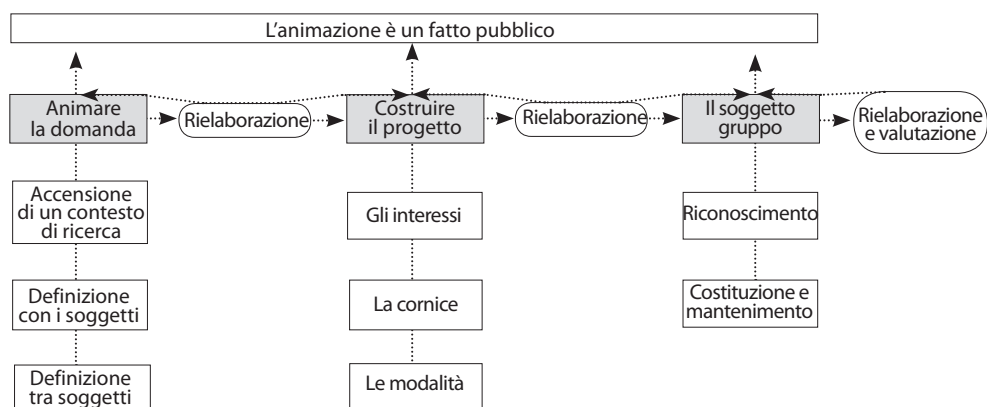 L'animazione è un fatto pubblico
Animare
la domanda
Rielaborazione
Costruire
il progetto
Rielaborazione
Il soggetto
gruppo
Rielaborazione
e valutazione
Accensione
di un contesto
di ricerca
Gli interessi
Riconoscimento
Definizione
con i soggetti
La cornice
Costituzione e
mantenimento
Definizione
tra soggetti
Le modalità